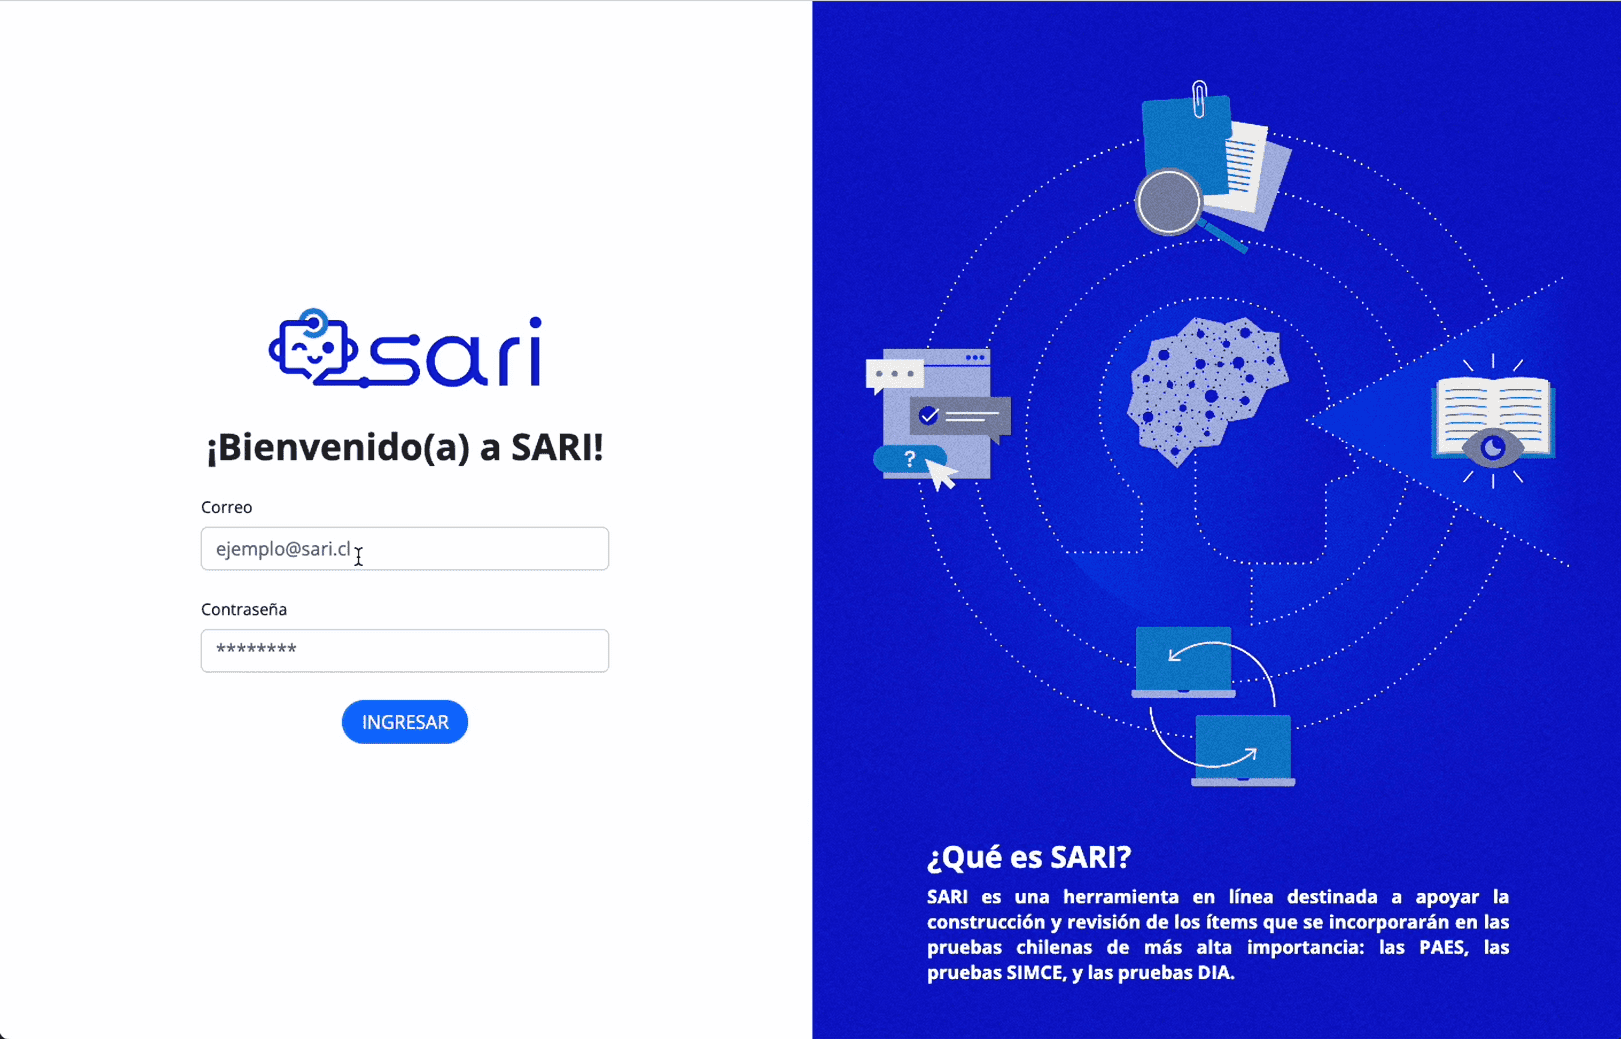 sari
¡Bienvenido(a) a SARI!
Correo
ejemplo@sari.cl
Contraseña
********
INGRESAR
?
¿Qué es SARI?
SARI es una herramienta en línea destinada a apoyar la
construcción y revisión de los ítems que se incorporarán en las
pruebas chilenas de más alta importancia: las PAES, las
pruebas SIMCE, y las pruebas DIA.